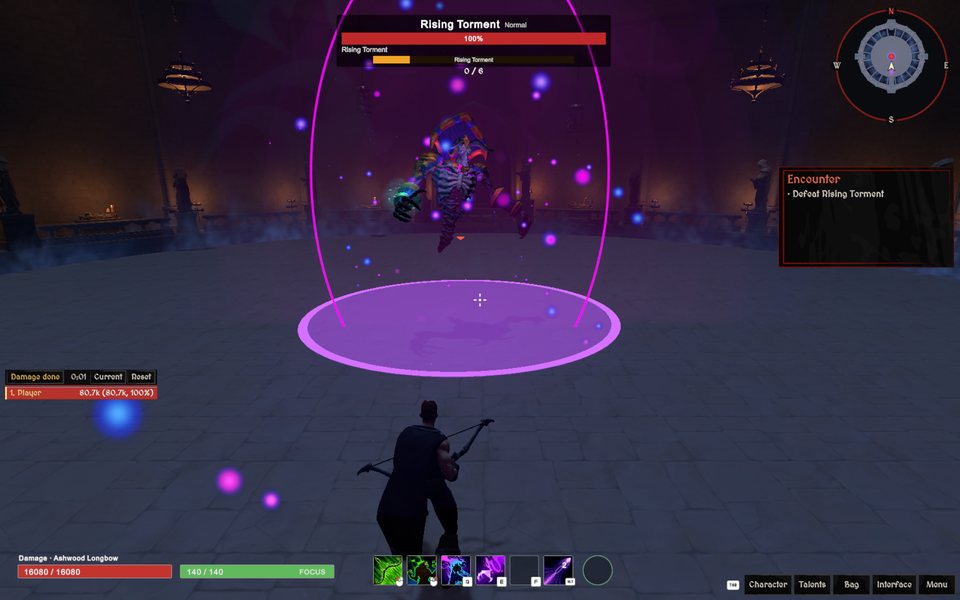 Rising Torment Normal
100%
Rising Torment
Rising Torment
0 / 6
N
W
E
S
Encounter
· Defeat Rising Torment
Damage done 0:01 Current Reset
1. Player 80.7k (80.7k, 100%)
Damage · Ashwood Longbow
16080 / 16080
140 / 140 FOCUS
Q
E
F
TAB
Character
Talents
Bag
Interface
Menu